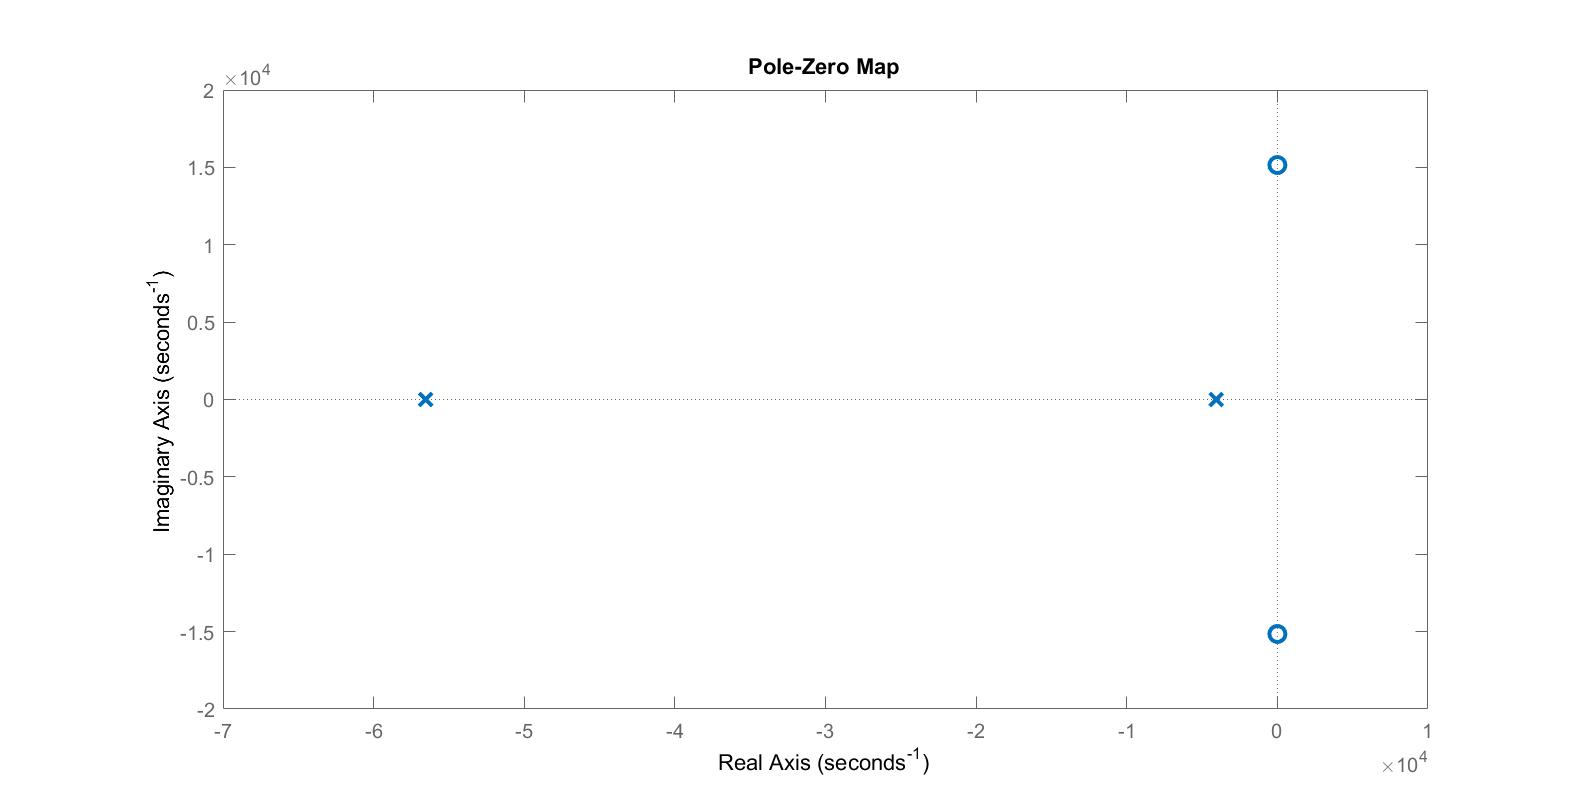 Pole-Zero Map
×10⁴
2
1.5
1
0.5
0
-0.5
-1
-1.5
-2
Imaginary Axis (seconds⁻¹)
-7 -6 -5 -4 -3 -2 -1 0 1
Real Axis (seconds⁻¹)
×10⁴